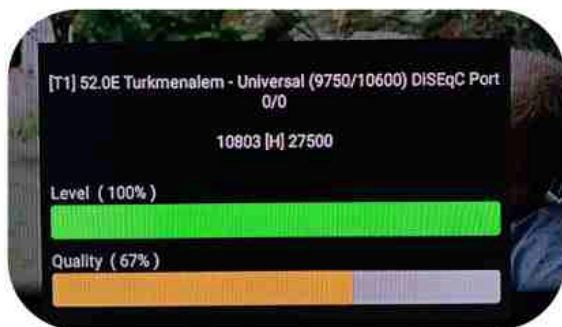 [T1] 52.0E Turkmenalem - Universal (9750/10600) DiSEqC Port
0/0
10803 [H] 27500
Level ( 100% )
Quality ( 67% )